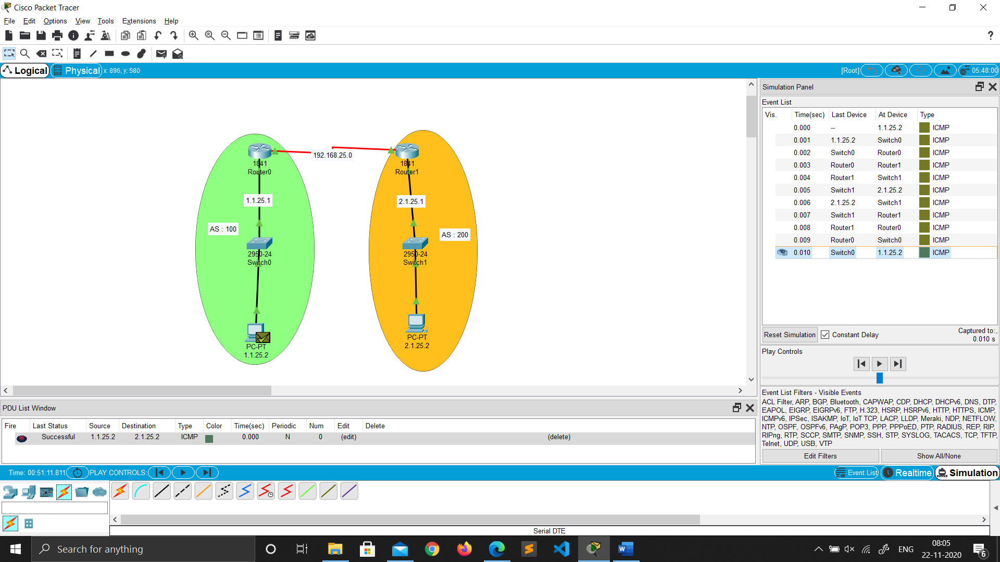 Cisco Packet Tracer
File Edit Options View Tools Extensions Help
Logical Physical x: 896, y: 580 [Root] 05:48:00
192.168.25.0
1841
Router0
1841
Router1
1.1.25.1
2.1.25.1
AS : 100
AS : 200
2950-24
Switch0
2950-24
Switch1
PC-PT
1.1.25.2
PC-PT
2.1.25.2
Simulation Panel
Event List
Vis. Time(sec) Last Device At Device Type
0.000 -- 1.1.25.2 ICMP
0.001 1.1.25.2 Switch0 ICMP
0.002 Switch0 Router0 ICMP
0.003 Router0 Router1 ICMP
0.004 Router1 Switch1 ICMP
0.005 Switch1 2.1.25.2 ICMP
0.006 2.1.25.2 Switch1 ICMP
0.007 Switch1 Router1 ICMP
0.008 Router1 Router0 ICMP
0.009 Router0 Switch0 ICMP
0.010 Switch0 1.1.25.2 ICMP
Reset Simulation Constant Delay Captured to:
0.010 s
Play Controls
Event List Filters - Visible Events
ACL Filter, ARP, BGP, Bluetooth, CAPWAP, CDP, DHCP, DHCPv6, DNS, DTP,
EAPOL, EIGRP, EIGRPv6, FTP, H.323, HSRP, HSRPv6, HTTP, HTTPS, ICMP,
ICMPv6, IPSec, ISAKMP, IoT, IoT TCP, LACP, LLDP, Meraki, NDP, NETFLOW,
NTP, OSPF, OSPFv6, PAgP, POP3, PPP, PPPoED, PTP, RADIUS, REP, RIP,
RIPng, RTP, SCCP, SMTP, SNMP, SSH, STP, SYSLOG, TACACS, TCP, TFTP,
Telnet, UDP, USB, VTP
Edit Filters Show All/None
PDU List Window
Fire Last Status Source Destination Type Color Time(sec) Periodic Num Edit Delete
Successful 1.1.25.2 2.1.25.2 ICMP 0.000 N 0 (edit) (delete)
Time: 00:51:11.811 PLAY CONTROLS: Event List Realtime Simulation
Serial DTE
Search for anything
ENG
08:05
22-11-2020
6